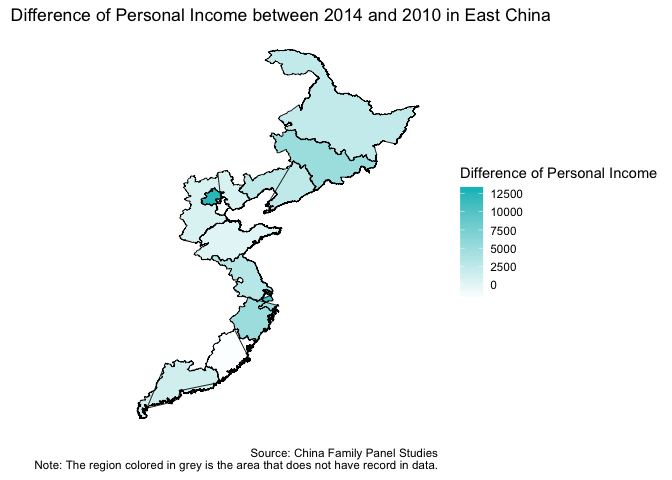 Difference of Personal Income between 2014 and 2010 in East China
Difference of Personal Income
12500
10000
7500
5000
2500
0
Source: China Family Panel Studies
Note: The region colored in grey is the area that does not have record in data.